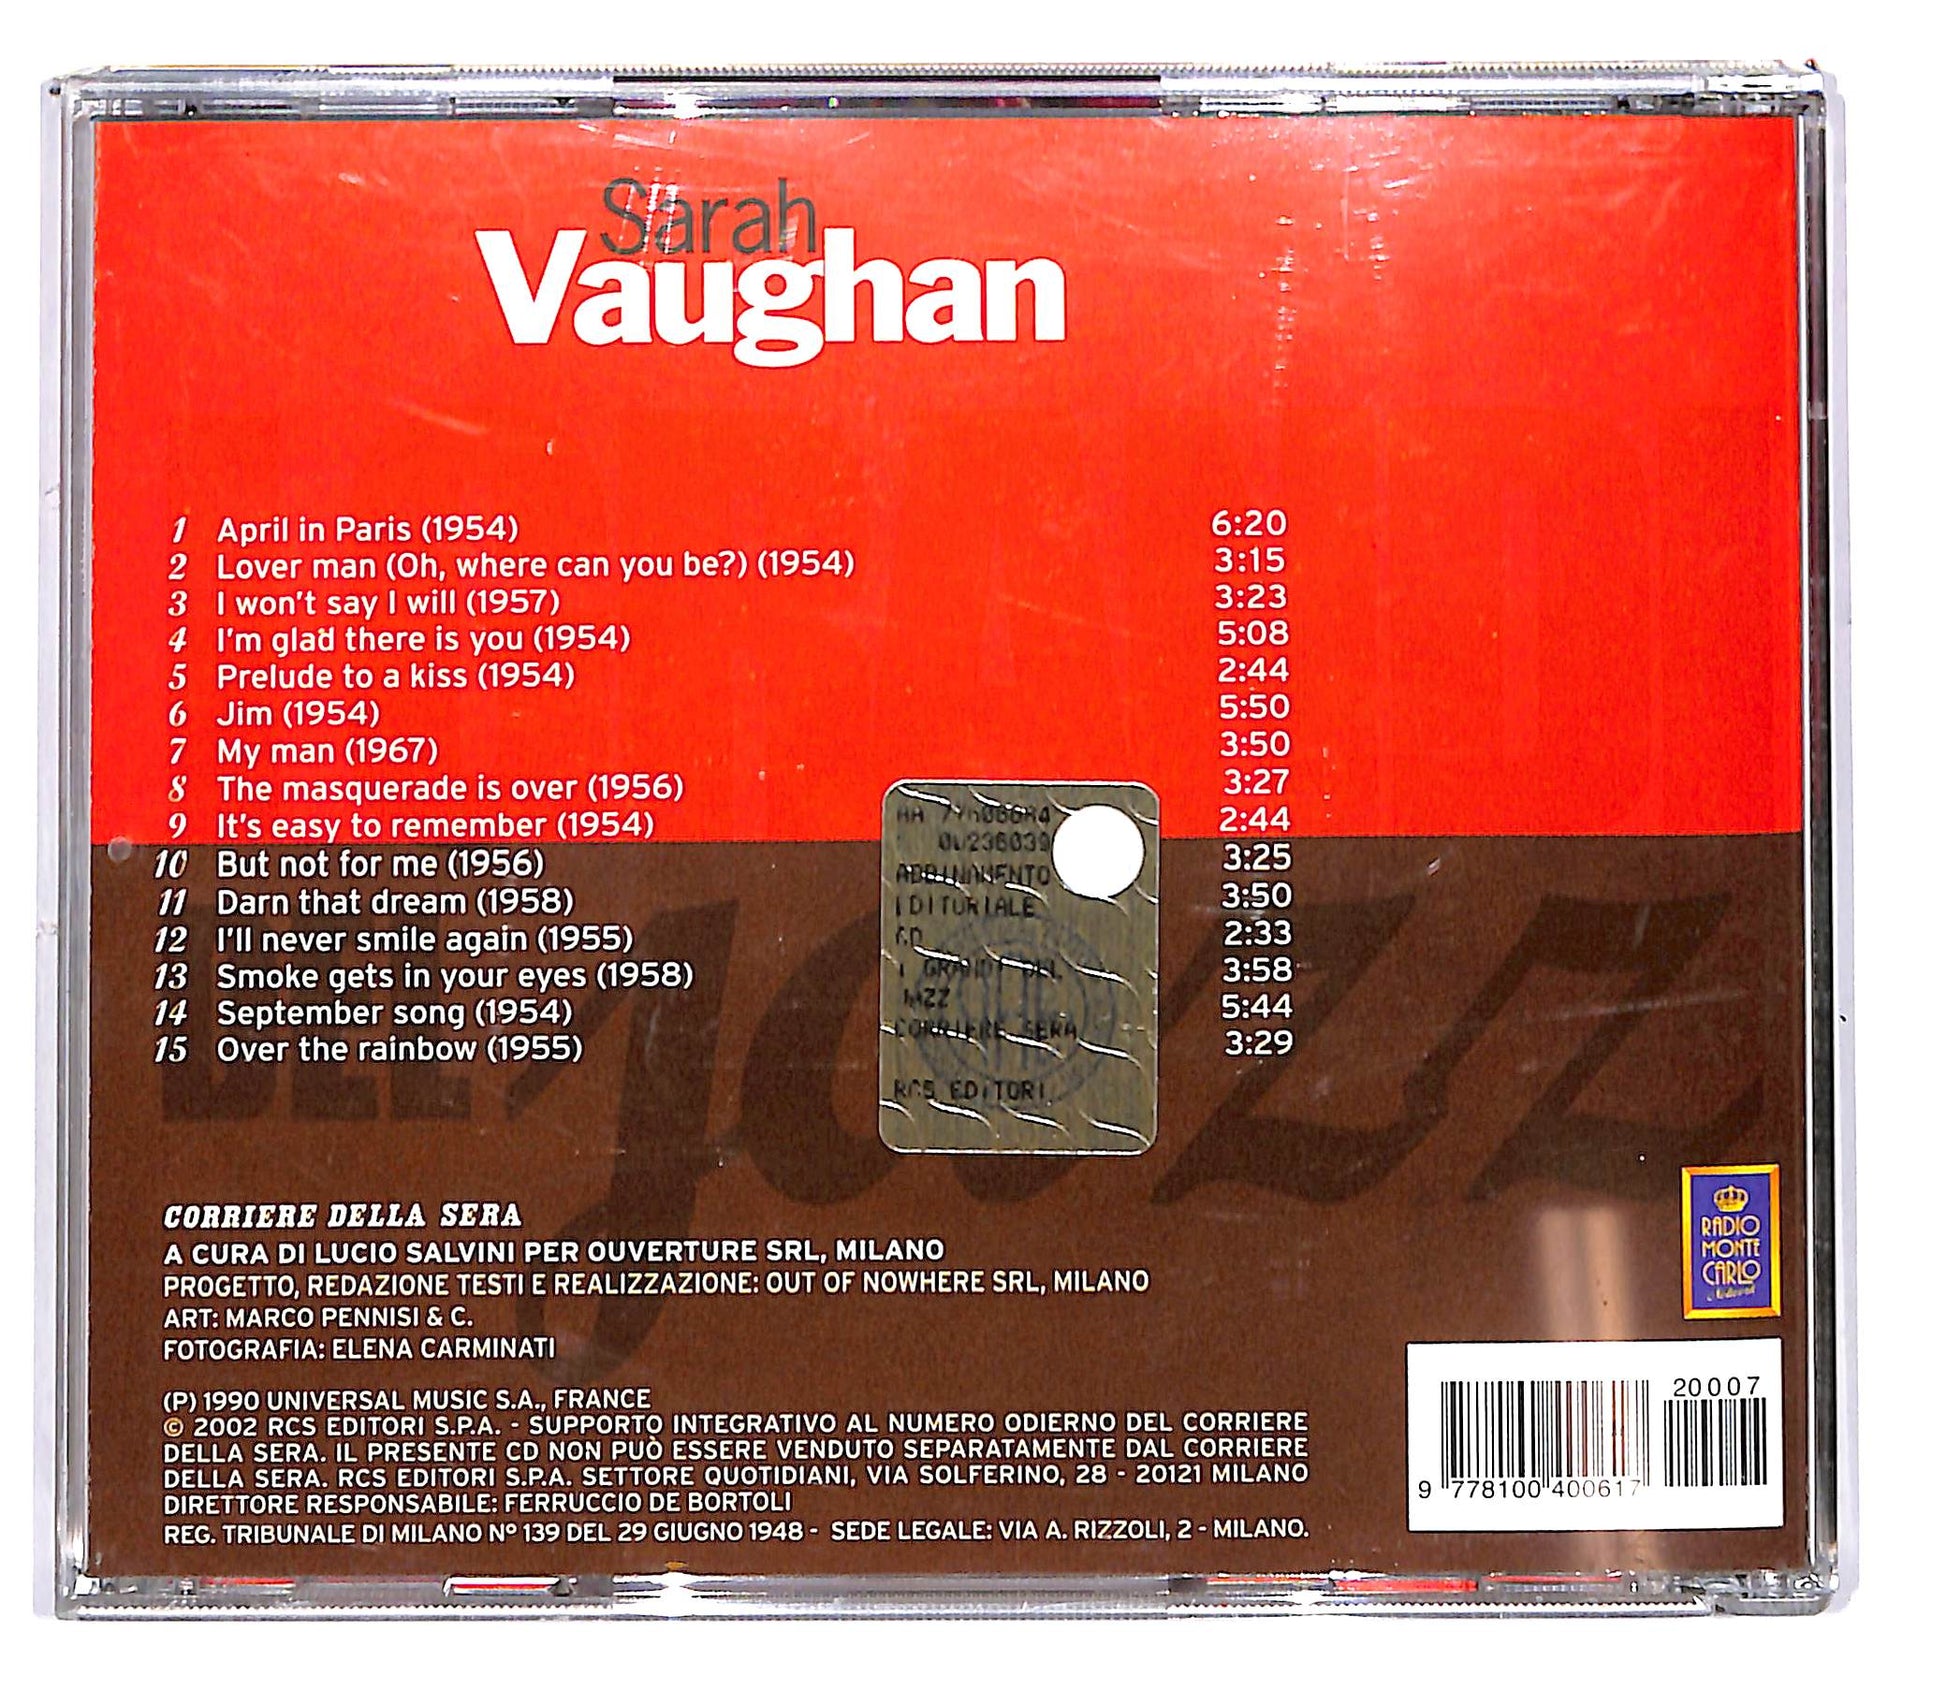 Sarah
Vaughan
1 April in Paris (1954) 6:20
2 Lover man (Oh, where can you be?) (1954) 3:15
3 I won't say I will (1957) 3:23
4 I'm glad there is you (1954) 5:08
5 Prelude to a kiss (1954) 2:44
6 Jim (1954) 5:50
7 My man (1967) 3:50
8 The masquerade is over (1956) 3:27
9 It's easy to remember (1954) 2:44
10 But not for me (1956) 3:25
11 Darn that dream (1958) 3:50
12 I'll never smile again (1955) 2:33
13 Smoke gets in your eyes (1958) 3:58
14 September song (1954) 5:44
15 Over the rainbow (1955) 3:29
jazz
ABBINAMENTO
EDITORIALE
CD
I GRANDI DEL
JAZZ
CORRIERE SERA
RCS EDITORI
CORRIERE DELLA SERA
A CURA DI LUCIO SALVINI PER OUVERTURE SRL, MILANO
PROGETTO, REDAZIONE TESTI E REALIZZAZIONE: OUT OF NOWHERE SRL, MILANO
ART: MARCO PENNISI & C.
FOTOGRAFIA: ELENA CARMINATI
(P) 1990 UNIVERSAL MUSIC S.A., FRANCE
© 2002 RCS EDITORI S.P.A. - SUPPORTO INTEGRATIVO AL NUMERO ODIERNO DEL CORRIERE
DELLA SERA. IL PRESENTE CD NON PUÒ ESSERE VENDUTO SEPARATAMENTE DAL CORRIERE
DELLA SERA. RCS EDITORI S.P.A. SETTORE QUOTIDIANI, VIA SOLFERINO, 28 - 20121 MILANO
DIRETTORE RESPONSABILE: FERRUCCIO DE BORTOLI
REG. TRIBUNALE DI MILANO Nº 139 DEL 29 GIUGNO 1948 - SEDE LEGALE: VIA A. RIZZOLI, 2 - MILANO.
RADIO
MONTE
CARLO
20007
9 778100 400617